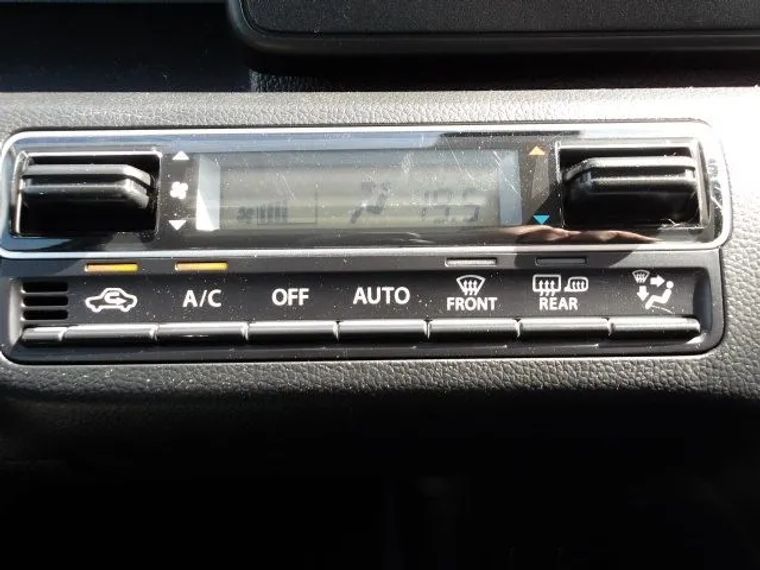 19.5
A/C OFF AUTO FRONT REAR